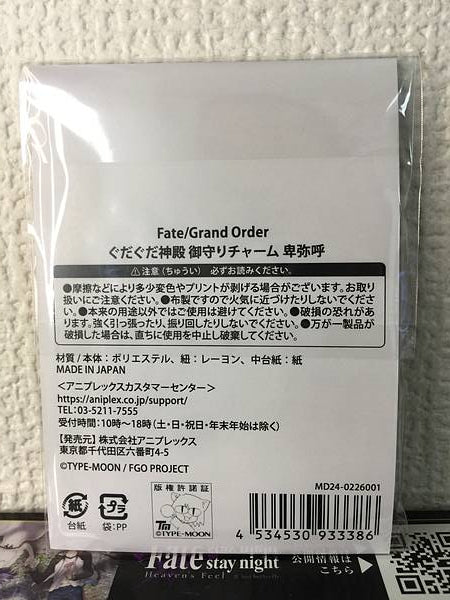 Fate/Grand Order
ぐだぐだ神殿 御守りチャーム 卑弥呼
注意（ちゅうい） 必ずお読みください。
●摩擦などにより多少変色やプリントが剥げる場合がございます。お取り
扱いにご注意ください。●布製ですので火気に近づけたりしないでくださ
い。●本来の用途以外ではご使用は避けてください。●破損の恐れがあり
ます。強く引っ張ったり、振り回したりしないでください。●万が一製品が
破損した場合は、直ちに使用を中止してください。
材質／本体：ポリエステル、紐：レーヨン、中台紙：紙
MADE IN JAPAN
＜アニプレックスカスタマーセンター＞
https://aniplex.co.jp/support/
TEL：03-5211-7555
受付時間：10時～18時（土・日・祝日・年末年始は除く）
【発売元】株式会社アニプレックス
東京都千代田区六番町4-5
©TYPE-MOON / FGO PROJECT
版権許諾証
TM
©TYPE-MOON
紙
台紙
プラ
袋：PP
MD24-0226001
4 534530 933386
Fate
stay night
Heaven's Feel
公開情報は
こちら